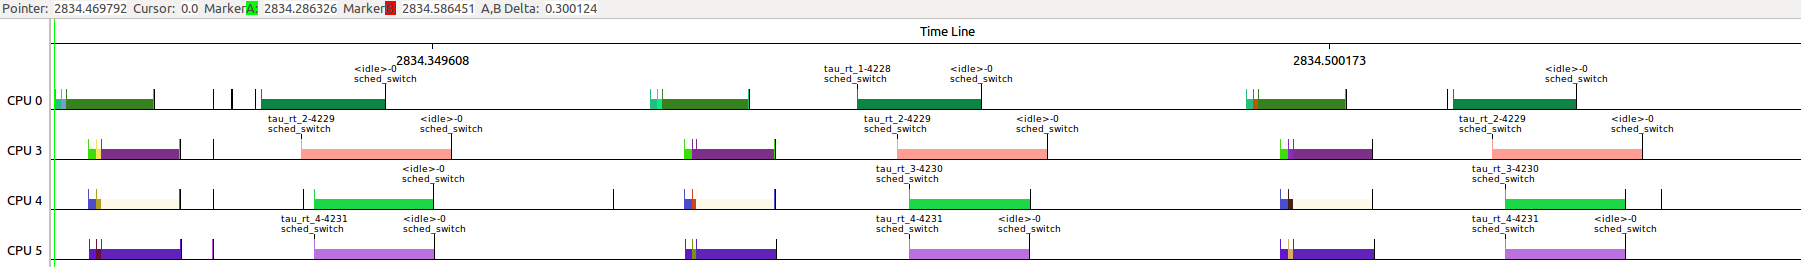 Pointer: 2834.469792 Cursor: 0.0 MarkerA: 2834.286326 Marker 2834.586451 A,B Delta: 0.300124
Time Line
2834.349608 2834.500173
<idle>-0 tau_rt_1-4228 <idle>-0 <idle>-0
sched_switch sched_switch sched_switch sched_switch
CPU 0
tau_rt_2-4229 <idle>-0 tau_rt_2-4229 <idle>-0 tau_rt_2-4229 <idle>-0
sched_switch sched_switch sched_switch sched_switch sched_switch sched_switch
CPU 3
<idle>-0 tau_rt_3-4230 tau_rt_3-4230
sched_switch sched_switch sched_switch
CPU 4
tau_rt_4-4231 <idle>-0 tau_rt_4-4231 <idle>-0 tau_rt_4-4231 <idle>-0
sched_switch sched_switch sched_switch sched_switch sched_switch sched_switch
CPU 5